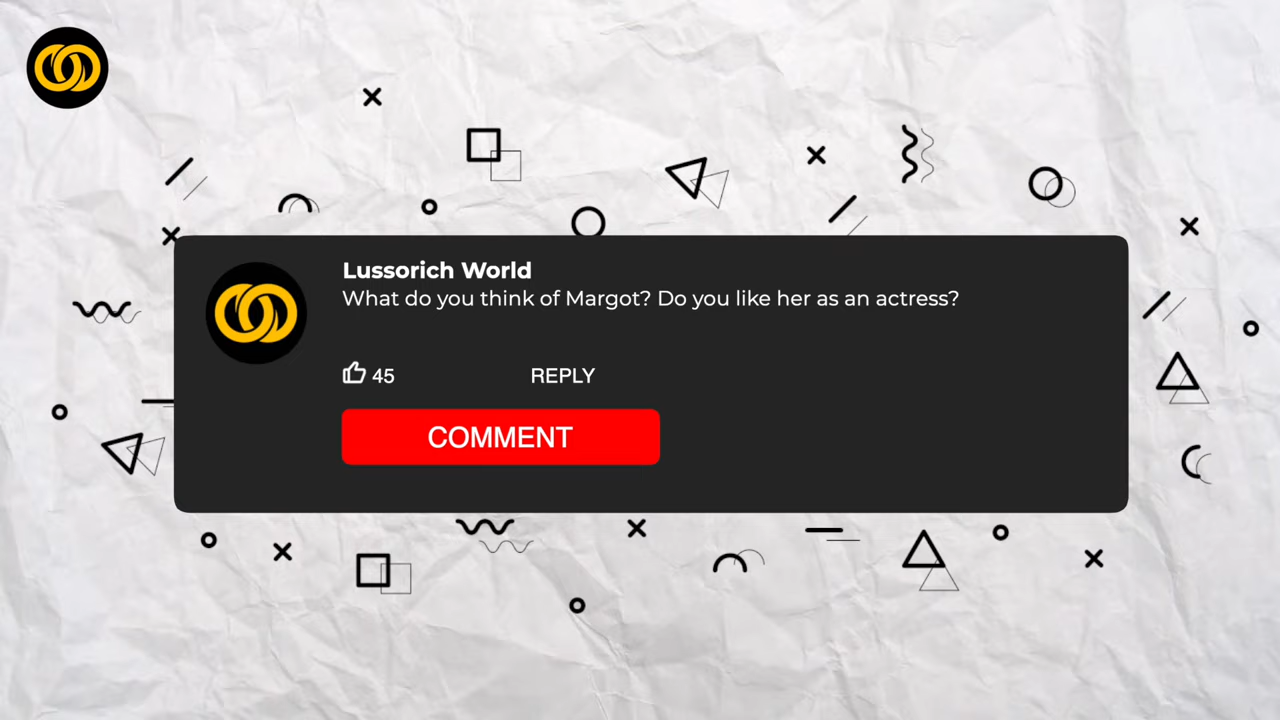 Lussorich World
What do you think of Margot? Do you like her as an actress?
45 REPLY
COMMENT